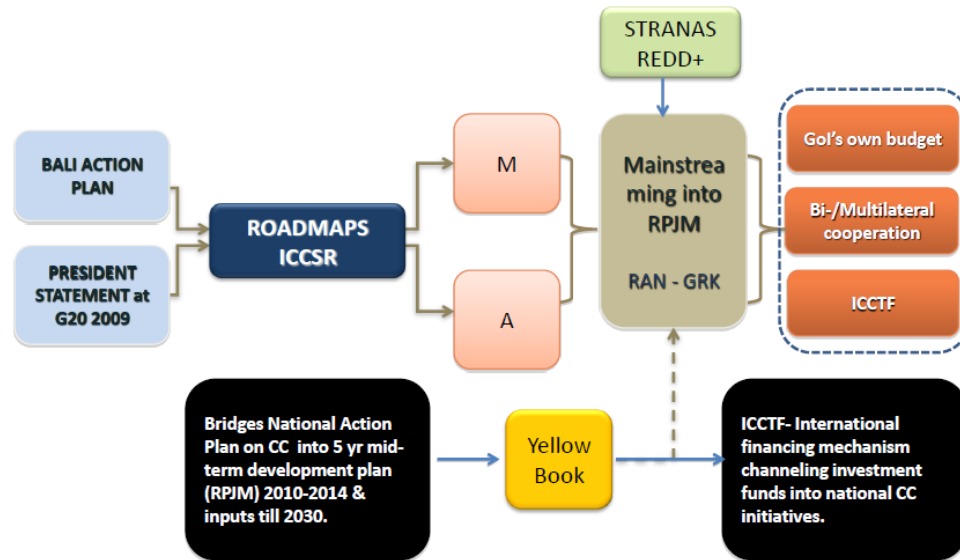 STRANAS
REDD+
BALI ACTION
PLAN
PRESIDENT
STATEMENT at
G20 2009
ROADMAPS
ICCSR
M
A
Mainstrea
ming into
RPJM
RAN - GRK
GoI's own budget
Bi-/Multilateral
cooperation
ICCTF
Bridges National Action
Plan on CC into 5 yr mid-
term development plan
(RPJM) 2010-2014 &
inputs till 2030.
Yellow
Book
ICCTF- International
financing mechanism
channeling investment
funds into national CC
initiatives.